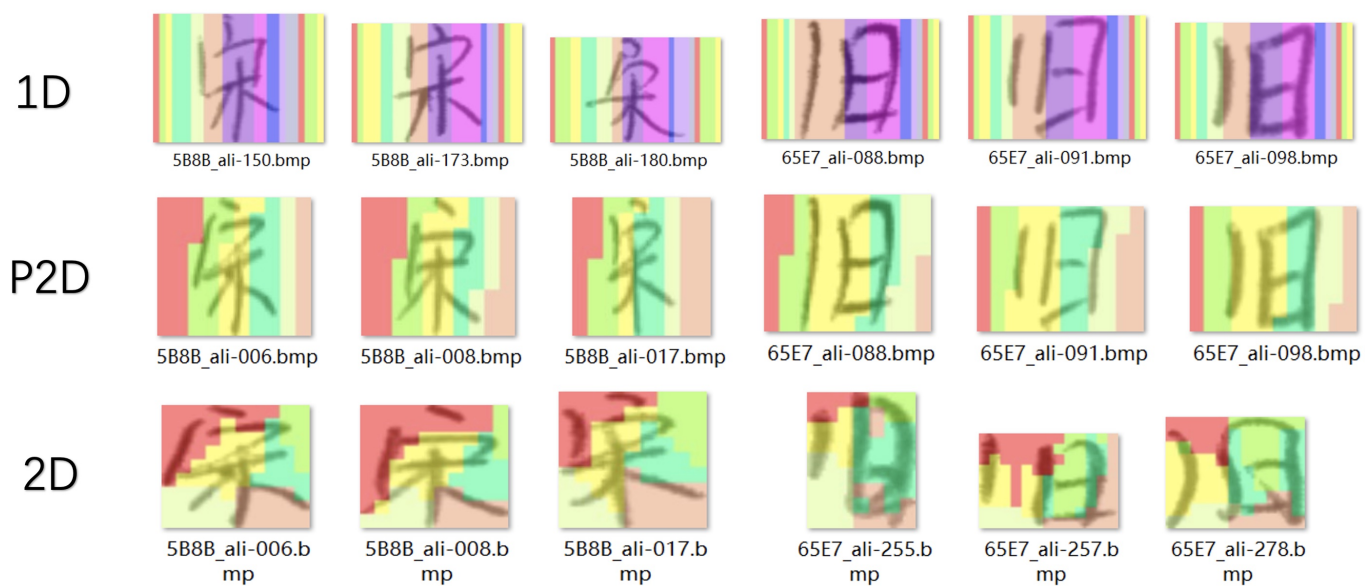 宋 宋 宋 旧 旧 旧
1D
5B8B_ali-150.bmp 5B8B_ali-173.bmp 5B8B_ali-180.bmp 65E7_ali-088.bmp 65E7_ali-091.bmp 65E7_ali-098.bmp
宋 宋 宋 旧 旧 旧
P2D
5B8B_ali-006.bmp 5B8B_ali-008.bmp 5B8B_ali-017.bmp 65E7_ali-088.bmp 65E7_ali-091.bmp 65E7_ali-098.bmp
宋 宋 宋 旧 旧 旧
2D
5B8B_ali-006.b 5B8B_ali-008.b 5B8B_ali-017.b 65E7_ali-255.b 65E7_ali-257.b 65E7_ali-278.b
mp mp mp mp mp mp